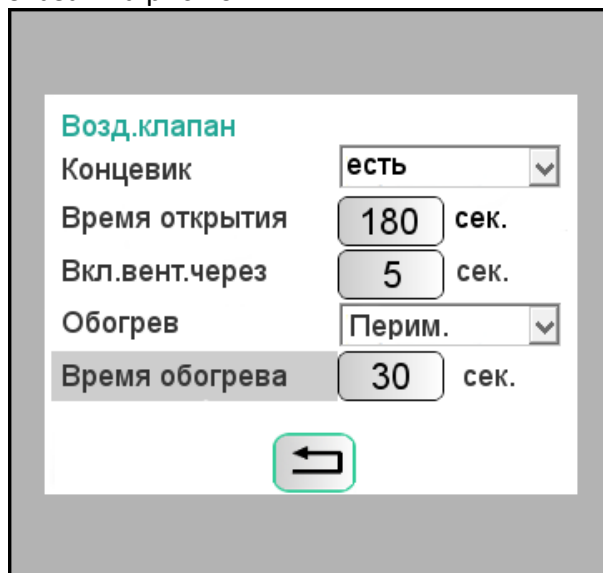 Возд.клапан
Концевик есть
Время открытия 180 сек.
Вкл.вент.через 5 сек.
Обогрев Перим.
Время обогрева 30 сек.